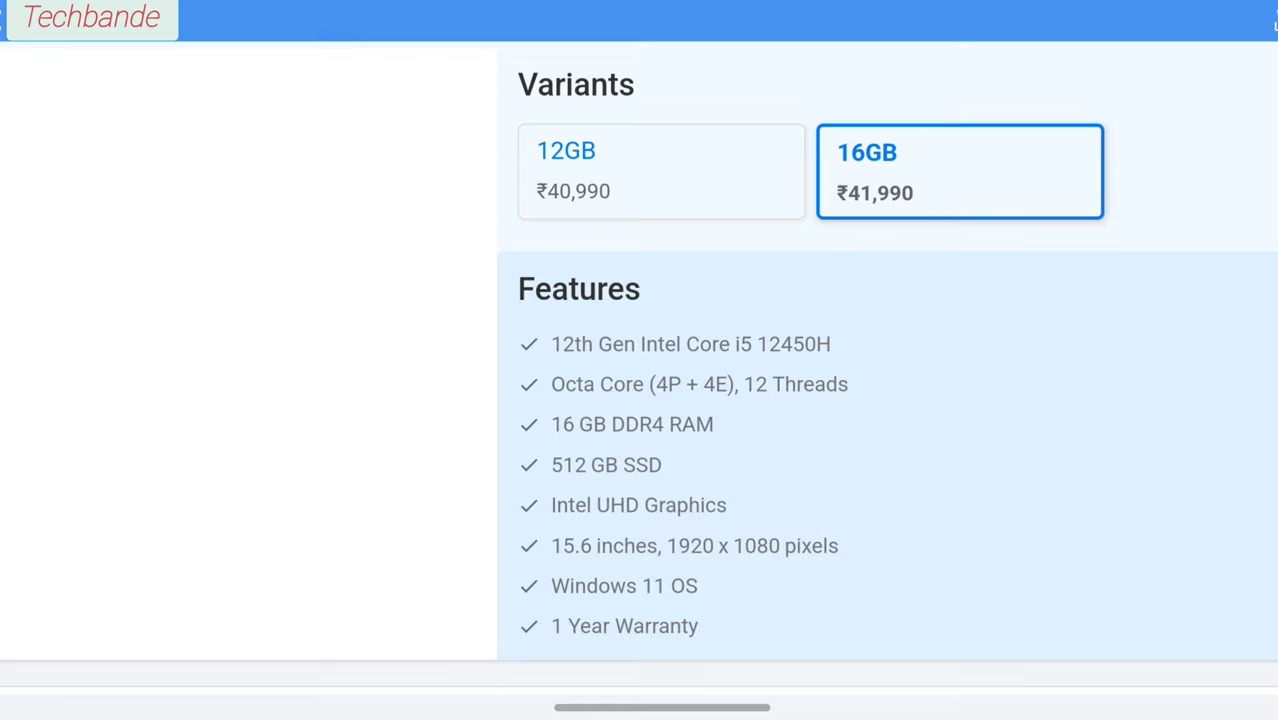 Techbande
Variants
12GB
₹40,990
16GB
₹41,990
Features
12th Gen Intel Core i5 12450H
Octa Core (4P + 4E), 12 Threads
16 GB DDR4 RAM
512 GB SSD
Intel UHD Graphics
15.6 inches, 1920 x 1080 pixels
Windows 11 OS
1 Year Warranty